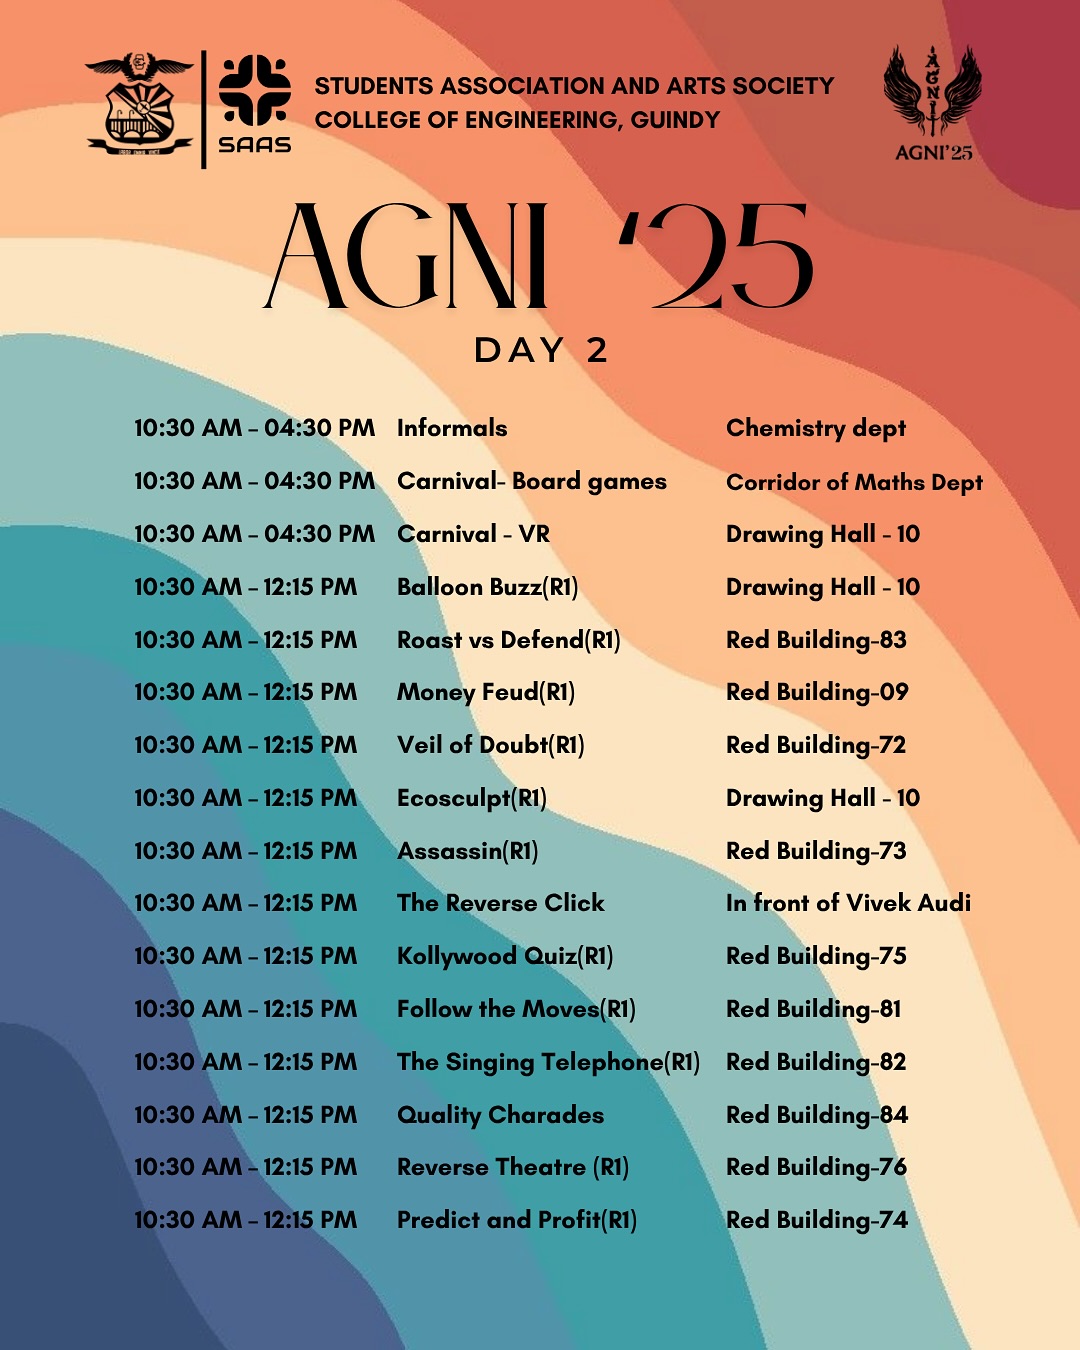 SAAS
STUDENTS ASSOCIATION AND ARTS SOCIETY
COLLEGE OF ENGINEERING, GUINDY
AGNI
AGNI'25
AGNI '25
DAY 2
10:30 AM - 04:30 PM Informals Chemistry dept
10:30 AM - 04:30 PM Carnival- Board games Corridor of Maths Dept
10:30 AM - 04:30 PM Carnival - VR Drawing Hall - 10
10:30 AM - 12:15 PM Balloon Buzz(R1) Drawing Hall - 10
10:30 AM - 12:15 PM Roast vs Defend(R1) Red Building-83
10:30 AM - 12:15 PM Money Feud(R1) Red Building-09
10:30 AM - 12:15 PM Veil of Doubt(R1) Red Building-72
10:30 AM - 12:15 PM Ecosculpt(R1) Drawing Hall - 10
10:30 AM - 12:15 PM Assassin(R1) Red Building-73
10:30 AM - 12:15 PM The Reverse Click In front of Vivek Audi
10:30 AM - 12:15 PM Kollywood Quiz(R1) Red Building-75
10:30 AM - 12:15 PM Follow the Moves(R1) Red Building-81
10:30 AM - 12:15 PM The Singing Telephone(R1) Red Building-82
10:30 AM - 12:15 PM Quality Charades Red Building-84
10:30 AM - 12:15 PM Reverse Theatre (R1) Red Building-76
10:30 AM - 12:15 PM Predict and Profit(R1) Red Building-74